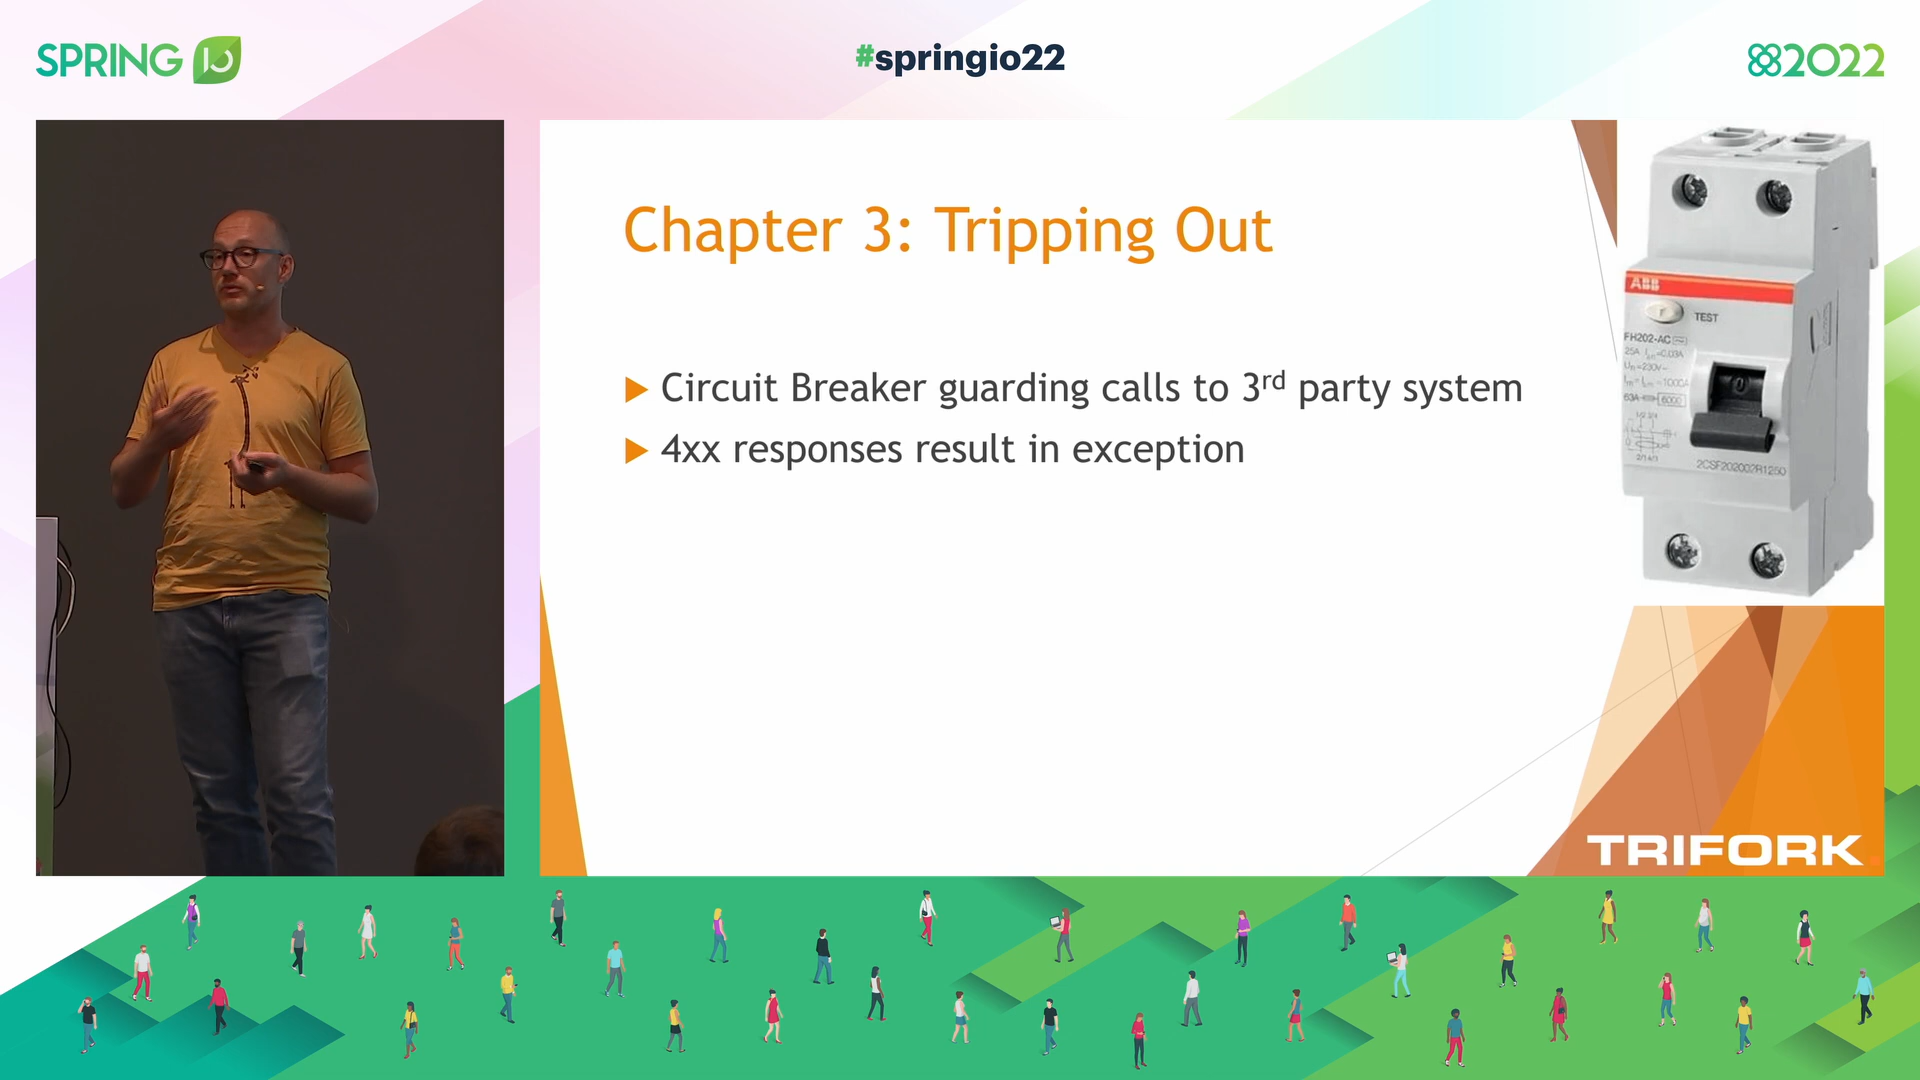 SPRING IO
#springio22
2022
Chapter 3: Tripping Out
Circuit Breaker guarding calls to 3rd party system
4xx responses result in exception
ABB
TEST
FH202-AC
6000
2CSF202002R1250
TRIFORK